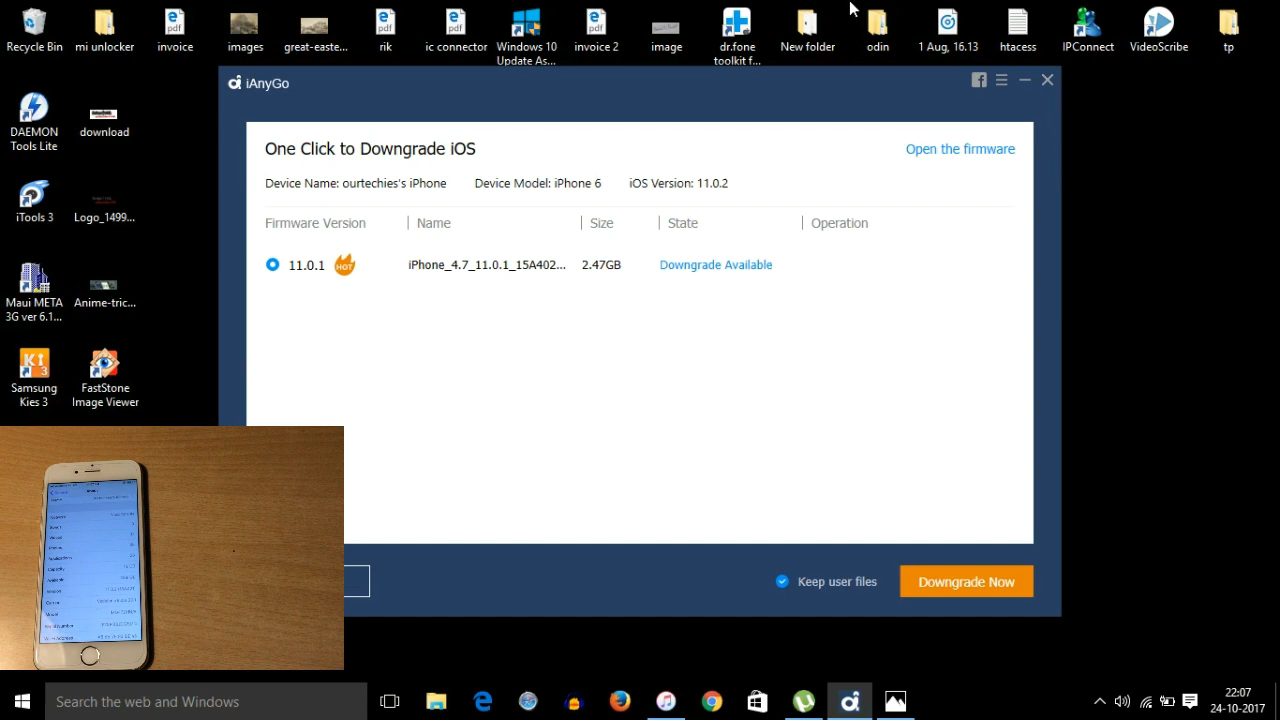 Recycle Bin
mi unlocker
invoice
images
great-easte...
rik
ic connector
Windows 10
Update As...
invoice 2
image
dr.fone
toolkit f...
New folder
odin
1 Aug, 16.13
htacess
IPConnect
VideoScribe
tp
DAEMON
Tools Lite
download
iTools 3
Logo_1499...
Maui META
3G ver 6.1...
Anime-tric...
Samsung
Kies 3
FastStone
Image Viewer
iAnyGo
One Click to Downgrade iOS
Open the firmware
Device Name: ourtechies's iPhone Device Model: iPhone 6 iOS Version: 11.0.2
Firmware Version Name Size State Operation
11.0.1 HOT iPhone_4.7_11.0.1_15A402... 2.47GB Downgrade Available
Keep user files
Downgrade Now
Search the web and Windows
22:07
24-10-2017